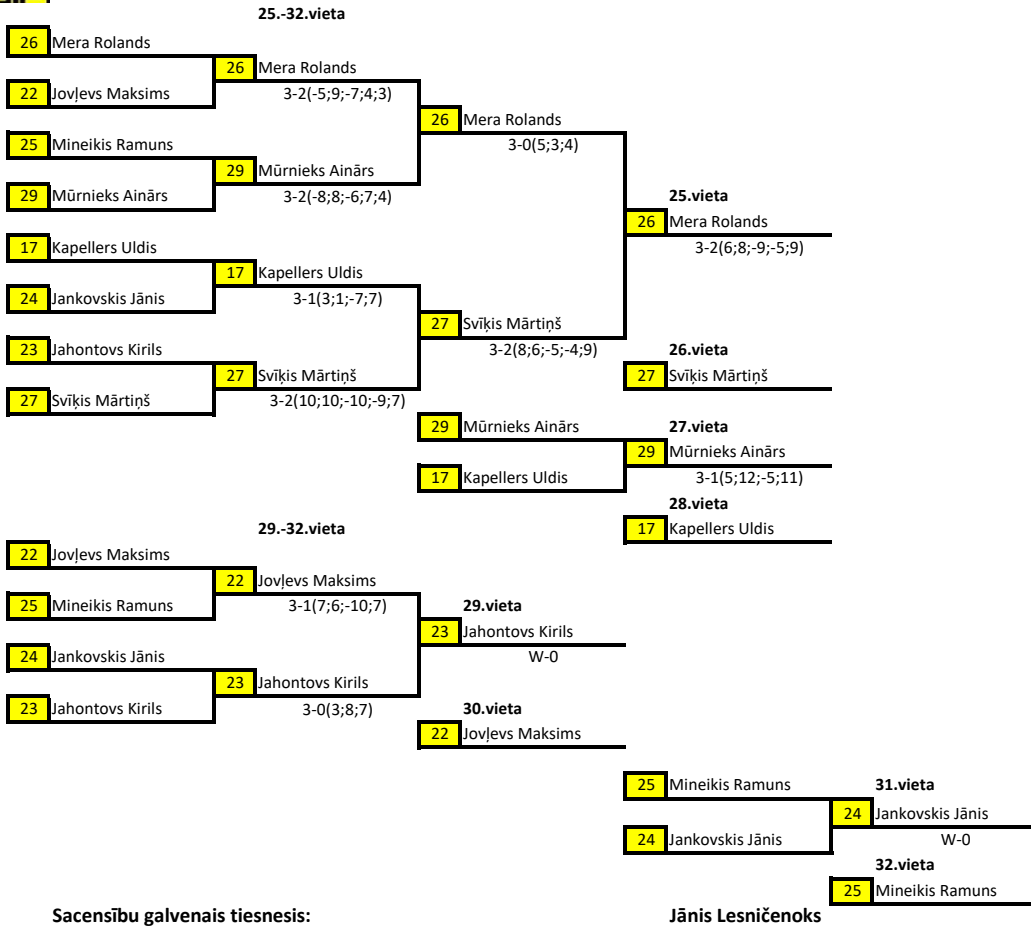 25.-32.vieta
26 Mera Rolands
26 Mera Rolands
22 Jovļevs Maksims
3-2(-5;9;-7;4;3)
26 Mera Rolands
25 Mineikis Ramuns
3-0(5;3;4)
29 Mūrnieks Ainārs
29 Mūrnieks Ainārs
3-2(-8;8;-6;7;4)
25.vieta
26 Mera Rolands
17 Kapellers Uldis
3-2(6;8;-9;-5;9)
17 Kapellers Uldis
24 Jankovskis Jānis
3-1(3;1;-7;7)
27 Svīķis Mārtiņš
23 Jahontovs Kirils
3-2(8;6;-5;-4;9)
26.vieta
27 Svīķis Mārtiņš
27 Svīķis Mārtiņš
27 Svīķis Mārtiņš
3-2(10;10;-10;-9;7)
29 Mūrnieks Ainārs
27.vieta
29 Mūrnieks Ainārs
17 Kapellers Uldis
3-1(5;12;-5;11)
28.vieta
29.-32.vieta
17 Kapellers Uldis
22 Jovļevs Maksims
22 Jovļevs Maksims
25 Mineikis Ramuns
3-1(7;6;-10;7)
29.vieta
23 Jahontovs Kirils
24 Jankovskis Jānis
W-0
23 Jahontovs Kirils
23 Jahontovs Kirils
3-0(3;8;7)
30.vieta
22 Jovļevs Maksims
25 Mineikis Ramuns
31.vieta
24 Jankovskis Jānis
24 Jankovskis Jānis
W-0
32.vieta
25 Mineikis Ramuns
Sacensību galvenais tiesnesis: Jānis Lesničenoks